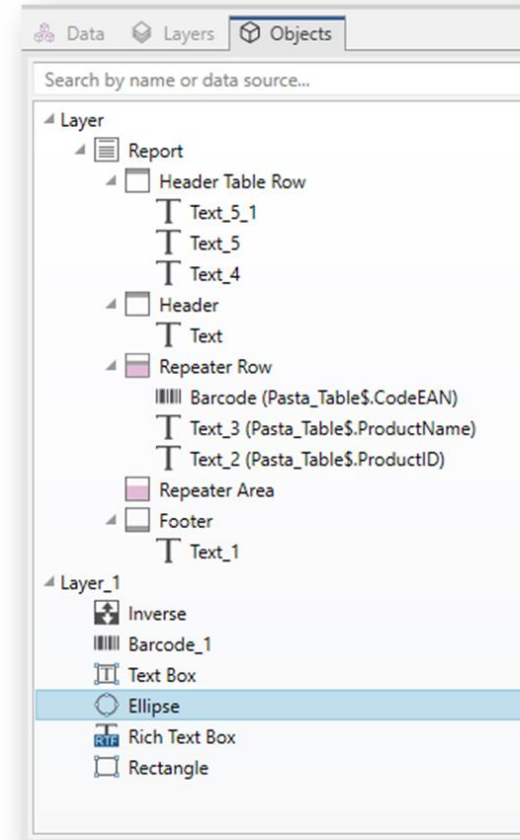 Data Layers Objects
Search by name or data source...
Layer
Report
Header Table Row
Text_5_1
Text_5
Text_4
Header
Text
Repeater Row
Barcode (Pasta_Table$.CodeEAN)
Text_3 (Pasta_Table$.ProductName)
Text_2 (Pasta_Table$.ProductID)
Repeater Area
Footer
Text_1
Layer_1
Inverse
Barcode_1
Text Box
Ellipse
RTF Rich Text Box
Rectangle